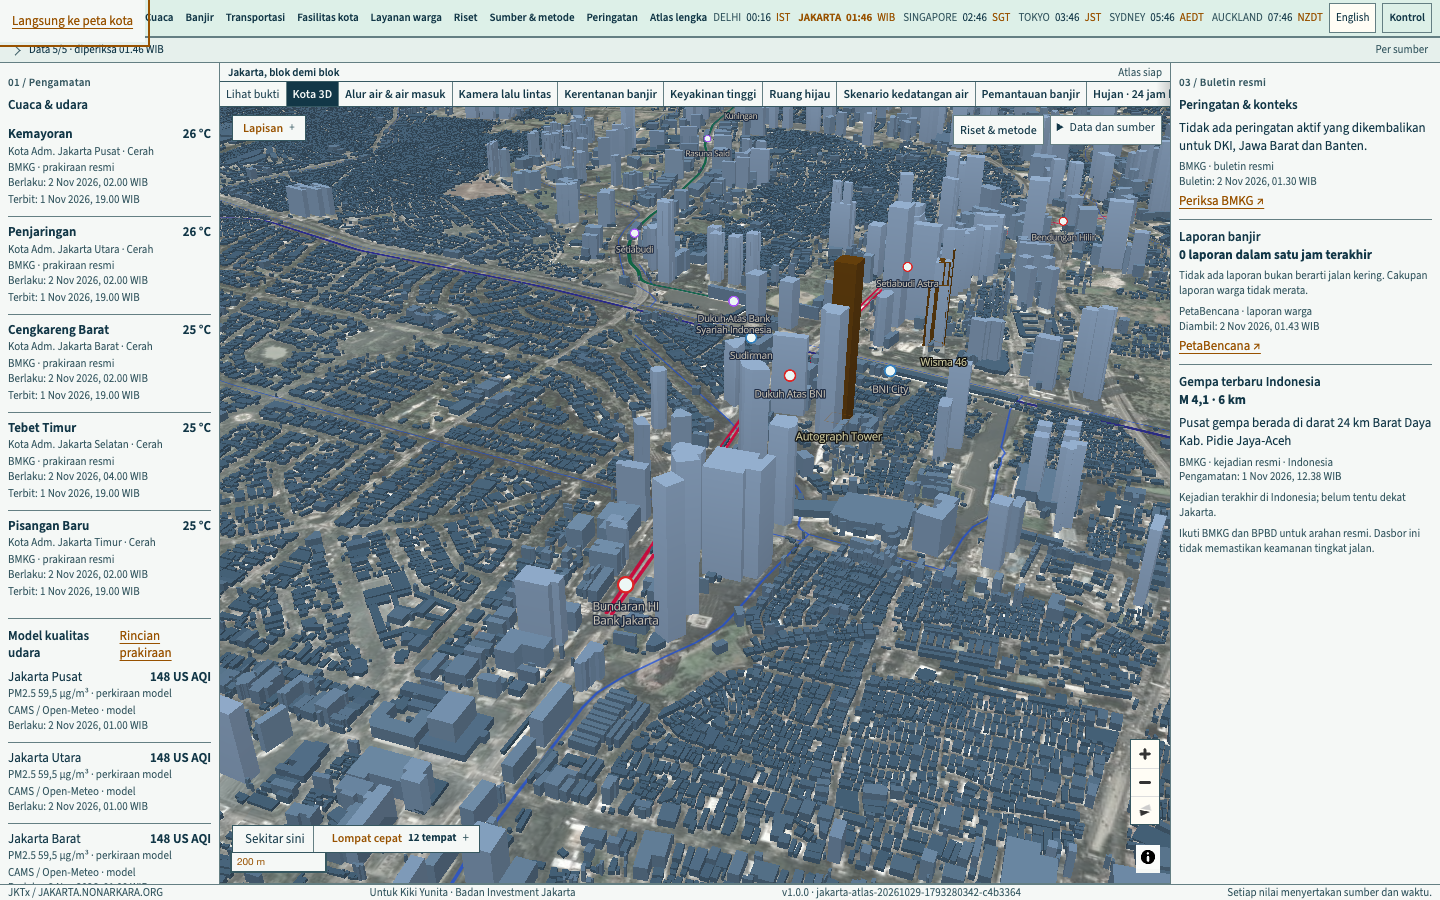 Langsung ke peta kota
Cuaca Banjir Transportasi Fasilitas kota Layanan warga Riset Sumber & metode Peringatan Atlas lengka DELHI 00:16 IST JAKARTA 01:46 WIB SINGAPORE 02:46 SGT TOKYO 03:46 JST SYDNEY 05:46 AEDT AUCKLAND 07:46 NZDT English Kontrol
Data 5/5 · diperiksa 01.46 WIB
Per sumber
01 / Pengamatan
Cuaca & udara
Kemayoran 26 °C
Kota Adm. Jakarta Pusat · Cerah
BMKG · prakiraan resmi
Berlaku: 2 Nov 2026, 02.00 WIB
Terbit: 1 Nov 2026, 19.00 WIB
Penjaringan 26 °C
Kota Adm. Jakarta Utara · Cerah
BMKG · prakiraan resmi
Berlaku: 2 Nov 2026, 02.00 WIB
Terbit: 1 Nov 2026, 19.00 WIB
Cengkareng Barat 25 °C
Kota Adm. Jakarta Barat · Cerah
BMKG · prakiraan resmi
Berlaku: 2 Nov 2026, 02.00 WIB
Terbit: 1 Nov 2026, 19.00 WIB
Tebet Timur 25 °C
Kota Adm. Jakarta Selatan · Cerah
BMKG · prakiraan resmi
Berlaku: 2 Nov 2026, 04.00 WIB
Terbit: 1 Nov 2026, 19.00 WIB
Pisangan Baru 25 °C
Kota Adm. Jakarta Timur · Cerah
BMKG · prakiraan resmi
Berlaku: 2 Nov 2026, 02.00 WIB
Terbit: 1 Nov 2026, 19.00 WIB
Model kualitas udara
Rincian prakiraan
Jakarta Pusat 148 US AQI
PM2.5 59,5 µg/m³ · perkiraan model
CAMS / Open-Meteo · model
Berlaku: 2 Nov 2026, 01.00 WIB
Jakarta Utara 148 US AQI
PM2.5 59,5 µg/m³ · perkiraan model
CAMS / Open-Meteo · model
Berlaku: 2 Nov 2026, 01.00 WIB
Jakarta Barat 148 US AQI
PM2.5 59,5 µg/m³ · perkiraan model
CAMS / Open-Meteo · model
Jakarta, blok demi blok
Atlas siap
Lihat bukti Kota 3D Alur air & air masuk Kamera lalu lintas Kerentanan banjir Keyakinan tinggi Ruang hijau Skenario kedatangan air Pemantauan banjir Hujan · 24 jam
Lapisan +
Riset & metode
▶ Data dan sumber
Kuningan
Rasuna Said
Setiabudi
Bendungan Hilir
Setiabudi Astra
Dukuh Atas Bank
Syariah Indonesia
Sudirman
Wisma 46
Dukuh Atas BNI
BNI City
Autograph Tower
Bundaran HI
Bank Jakarta
Sekitar sini
Lompat cepat 12 tempat +
200 m
03 / Buletin resmi
Peringatan & konteks
Tidak ada peringatan aktif yang dikembalikan
untuk DKI, Jawa Barat dan Banten.
BMKG · buletin resmi
Buletin: 2 Nov 2026, 01.30 WIB
Periksa BMKG ↗
Laporan banjir
0 laporan dalam satu jam terakhir
Tidak ada laporan bukan berarti jalan kering. Cakupan
laporan warga tidak merata.
PetaBencana · laporan warga
Diambil: 2 Nov 2026, 01.43 WIB
PetaBencana ↗
Gempa terbaru Indonesia
M 4,1 · 6 km
Pusat gempa berada di darat 24 km Barat Daya
Kab. Pidie Jaya-Aceh
BMKG · kejadian resmi · Indonesia
Pengamatan: 1 Nov 2026, 12.38 WIB
Kejadian terakhir di Indonesia; belum tentu dekat
Jakarta.
Ikuti BMKG dan BPBD untuk arahan resmi. Dasbor ini
tidak memastikan keamanan tingkat jalan.
JKTx / JAKARTA.NONARKARA.ORG
Untuk Kiki Yunita · Badan Investment Jakarta
v1.0.0 · jakarta-atlas-20261029-1793280342-c4b3364
Setiap nilai menyertakan sumber dan waktu.